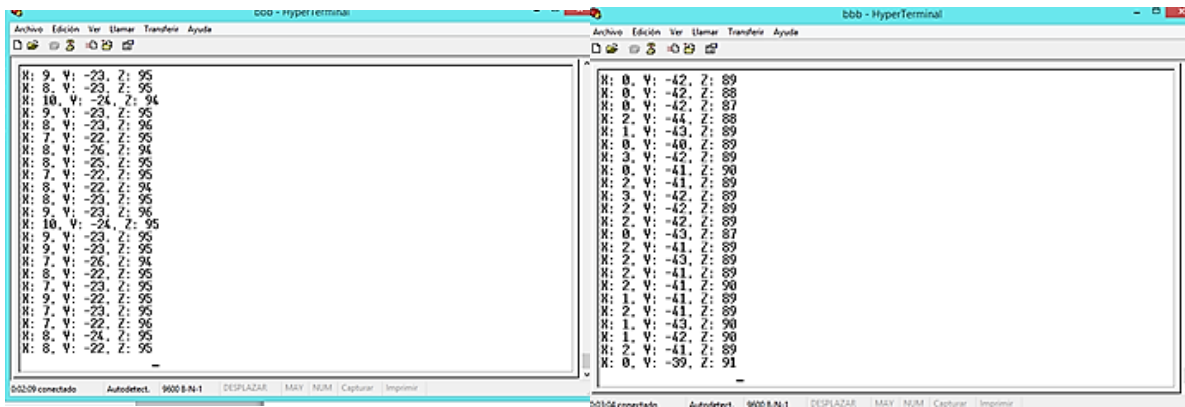 bbb - HyperTerminal
Archivo Edición Ver Llamar Transferir Ayuda
X: 9, Y: -23, Z: 95
X: 8, Y: -23, Z: 95
X: 10, Y: -24, Z: 94
X: 9, Y: -23, Z: 95
X: 8, Y: -23, Z: 96
X: 7, Y: -22, Z: 95
X: 8, Y: -26, Z: 94
X: 8, Y: -25, Z: 95
X: 7, Y: -22, Z: 95
X: 8, Y: -22, Z: 94
X: 8, Y: -23, Z: 95
X: 9, Y: -23, Z: 96
X: 10, Y: -24, Z: 95
X: 9, Y: -23, Z: 95
X: 9, Y: -23, Z: 95
X: 7, Y: -26, Z: 94
X: 8, Y: -22, Z: 95
X: 7, Y: -23, Z: 95
X: 9, Y: -22, Z: 95
X: 7, Y: -23, Z: 95
X: 7, Y: -22, Z: 96
X: 8, Y: -24, Z: 95
X: 8, Y: -22, Z: 95
0:02:09 conectado Autodetect. 9600 8-N-1 DESPLAZAR MAY NUM Capturar Imprimir
bbb - HyperTerminal
Archivo Edición Ver Llamar Transferir Ayuda
X: 0, Y: -42, Z: 89
X: 0, Y: -42, Z: 88
X: 0, Y: -42, Z: 87
X: 2, Y: -44, Z: 88
X: 1, Y: -43, Z: 89
X: 0, Y: -40, Z: 89
X: 3, Y: -42, Z: 89
X: 0, Y: -41, Z: 90
X: 2, Y: -41, Z: 89
X: 3, Y: -42, Z: 89
X: 2, Y: -42, Z: 89
X: 2, Y: -42, Z: 89
X: 0, Y: -43, Z: 87
X: 2, Y: -41, Z: 89
X: 2, Y: -43, Z: 89
X: 2, Y: -41, Z: 89
X: 2, Y: -41, Z: 90
X: 1, Y: -41, Z: 89
X: 2, Y: -41, Z: 89
X: 1, Y: -43, Z: 90
X: 1, Y: -42, Z: 90
X: 2, Y: -41, Z: 89
X: 0, Y: -39, Z: 91
0:03:04 conectado Autodetect. 9600 8-N-1 DESPLAZAR MAY NUM Capturar Imprimir